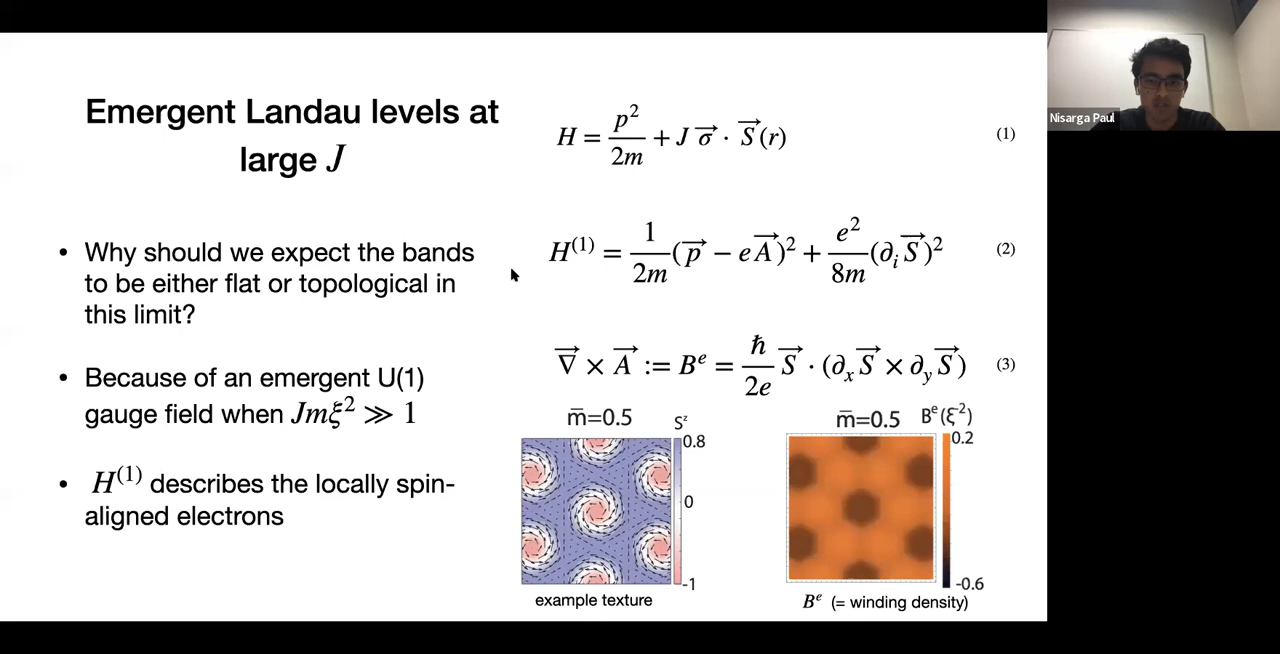 Emergent Landau levels at
large J
• Why should we expect the bands
to be either flat or topological in
this limit?
• Because of an emergent U(1)
gauge field when Jmξ² ≫ 1
• H⁽¹⁾ describes the locally spin-
aligned electrons
H = p²/2m + J σ⃗ · S⃗(r) (1)
H⁽¹⁾ = 1/2m (p⃗ − eA⃗)² + e²/8m (∂ᵢS⃗)² (2)
∇⃗ × A⃗ := Bᵉ = ℏ/2e S⃗ · (∂ₓS⃗ × ∂ᵧS⃗) (3)
m̄=0.5 Sᶻ
0.8
0
-1
example texture
m̄=0.5 Bᵉ(ξ⁻²)
0.2
-0.6
Bᵉ (= winding density)
Nisarga Paul